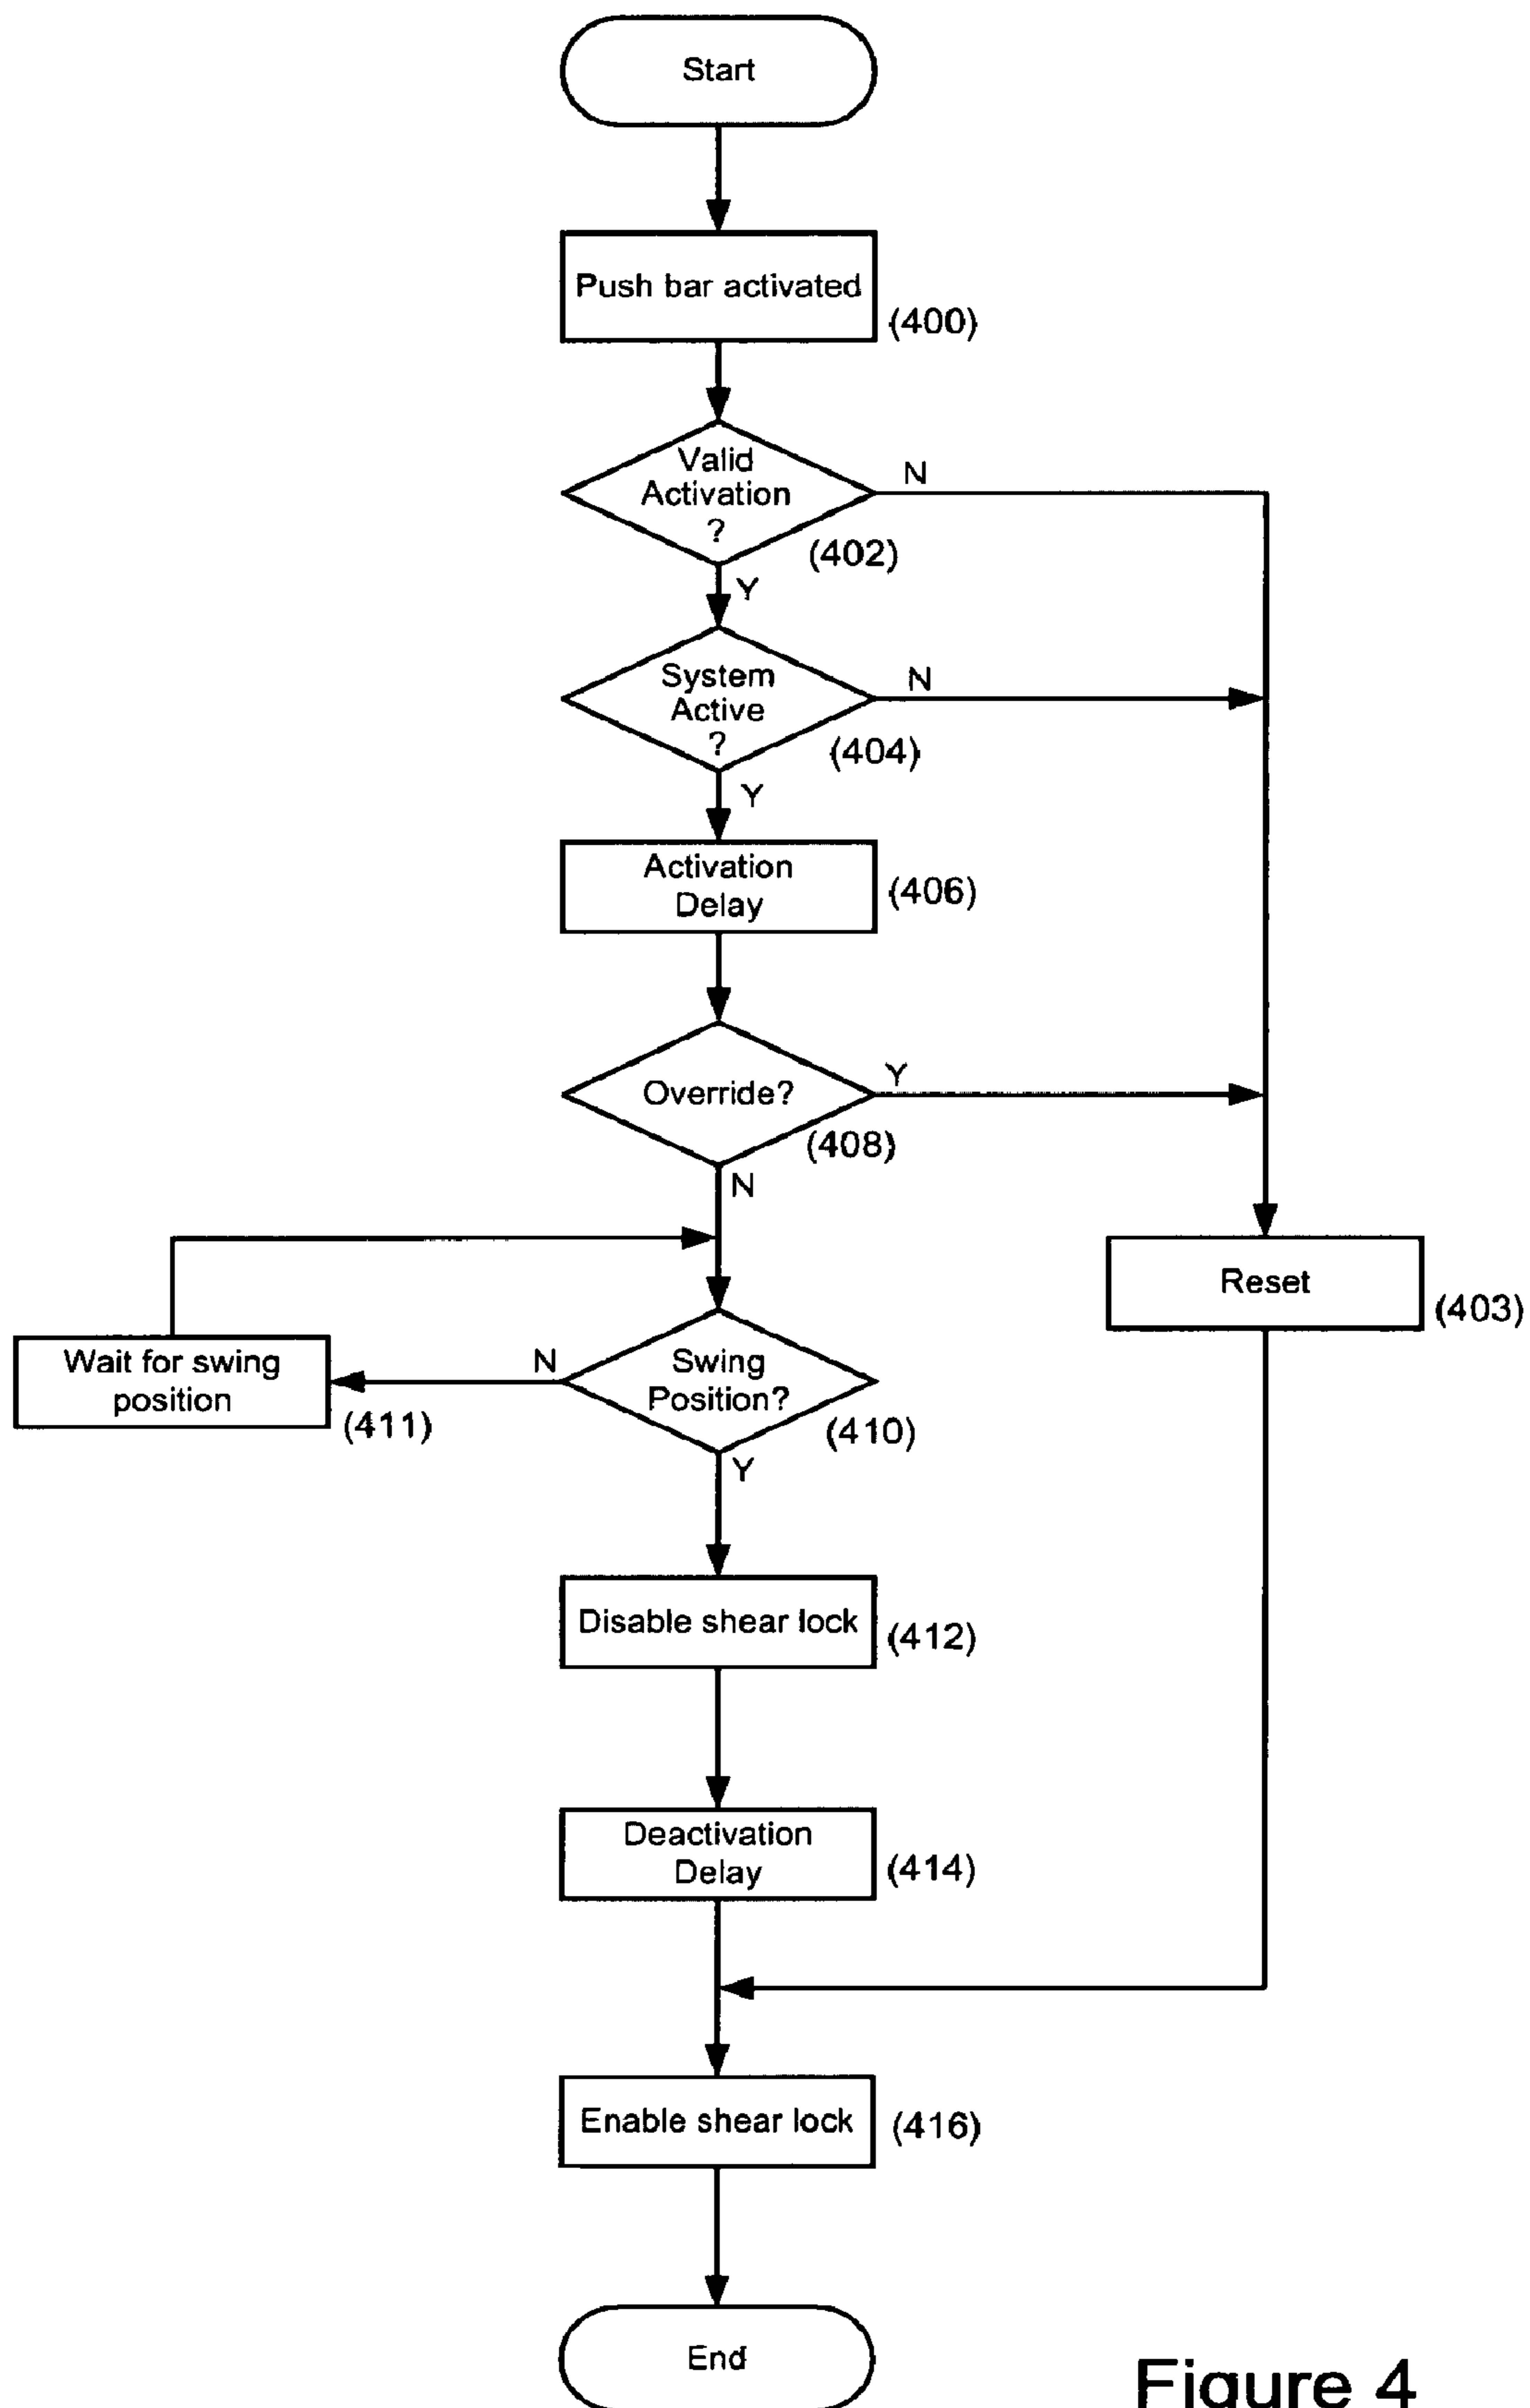 Start
Push bar activated
(400)
Valid
Activation
?
(402)
N
Y
System
Active
?
(404)
N
Y
Activation
Delay
(406)
Override?
(408)
Y
N
Reset
(403)
Wait for swing
position
(411)
N
Swing
Position?
(410)
Y
Disable shear lock
(412)
Deactivation
Delay
(414)
Enable shear lock
(416)
End
Figure 4